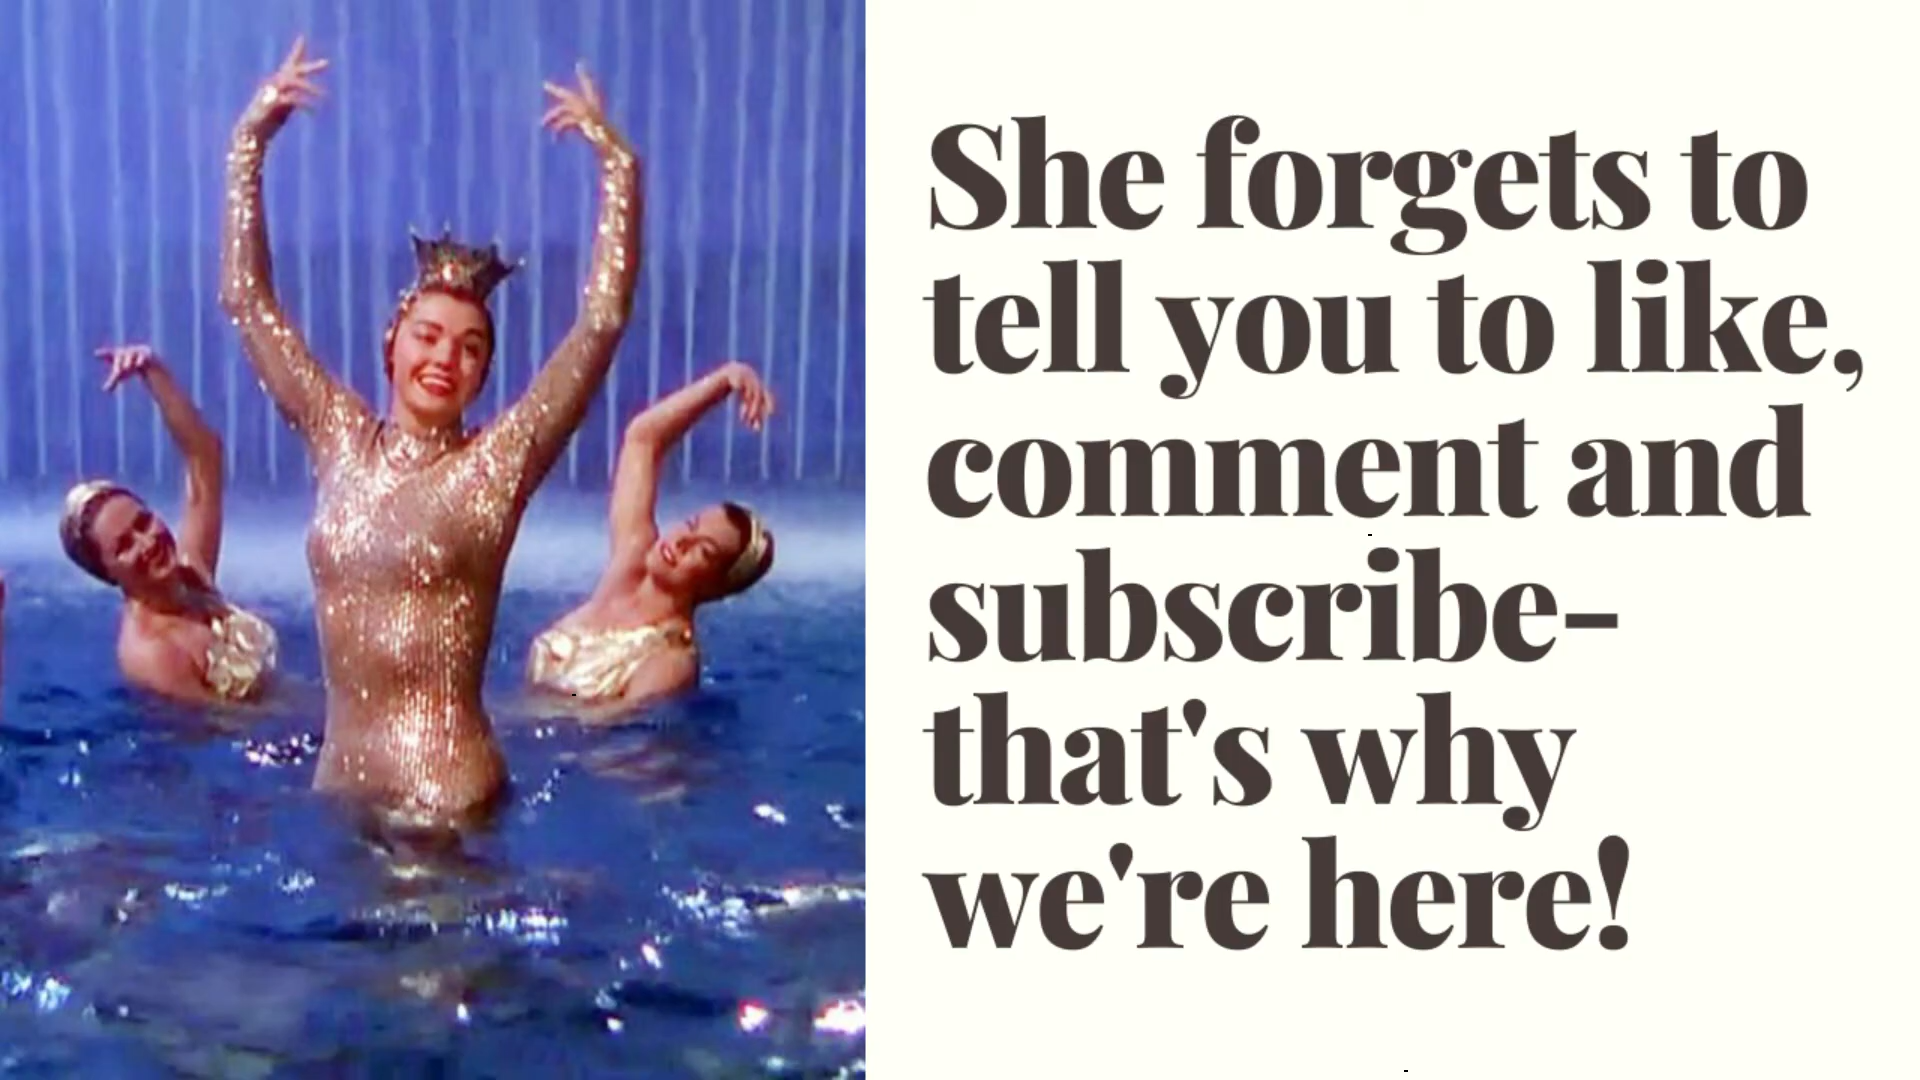 She forgets to
tell you to like,
comment and
subscribe-
that's why
we're here!